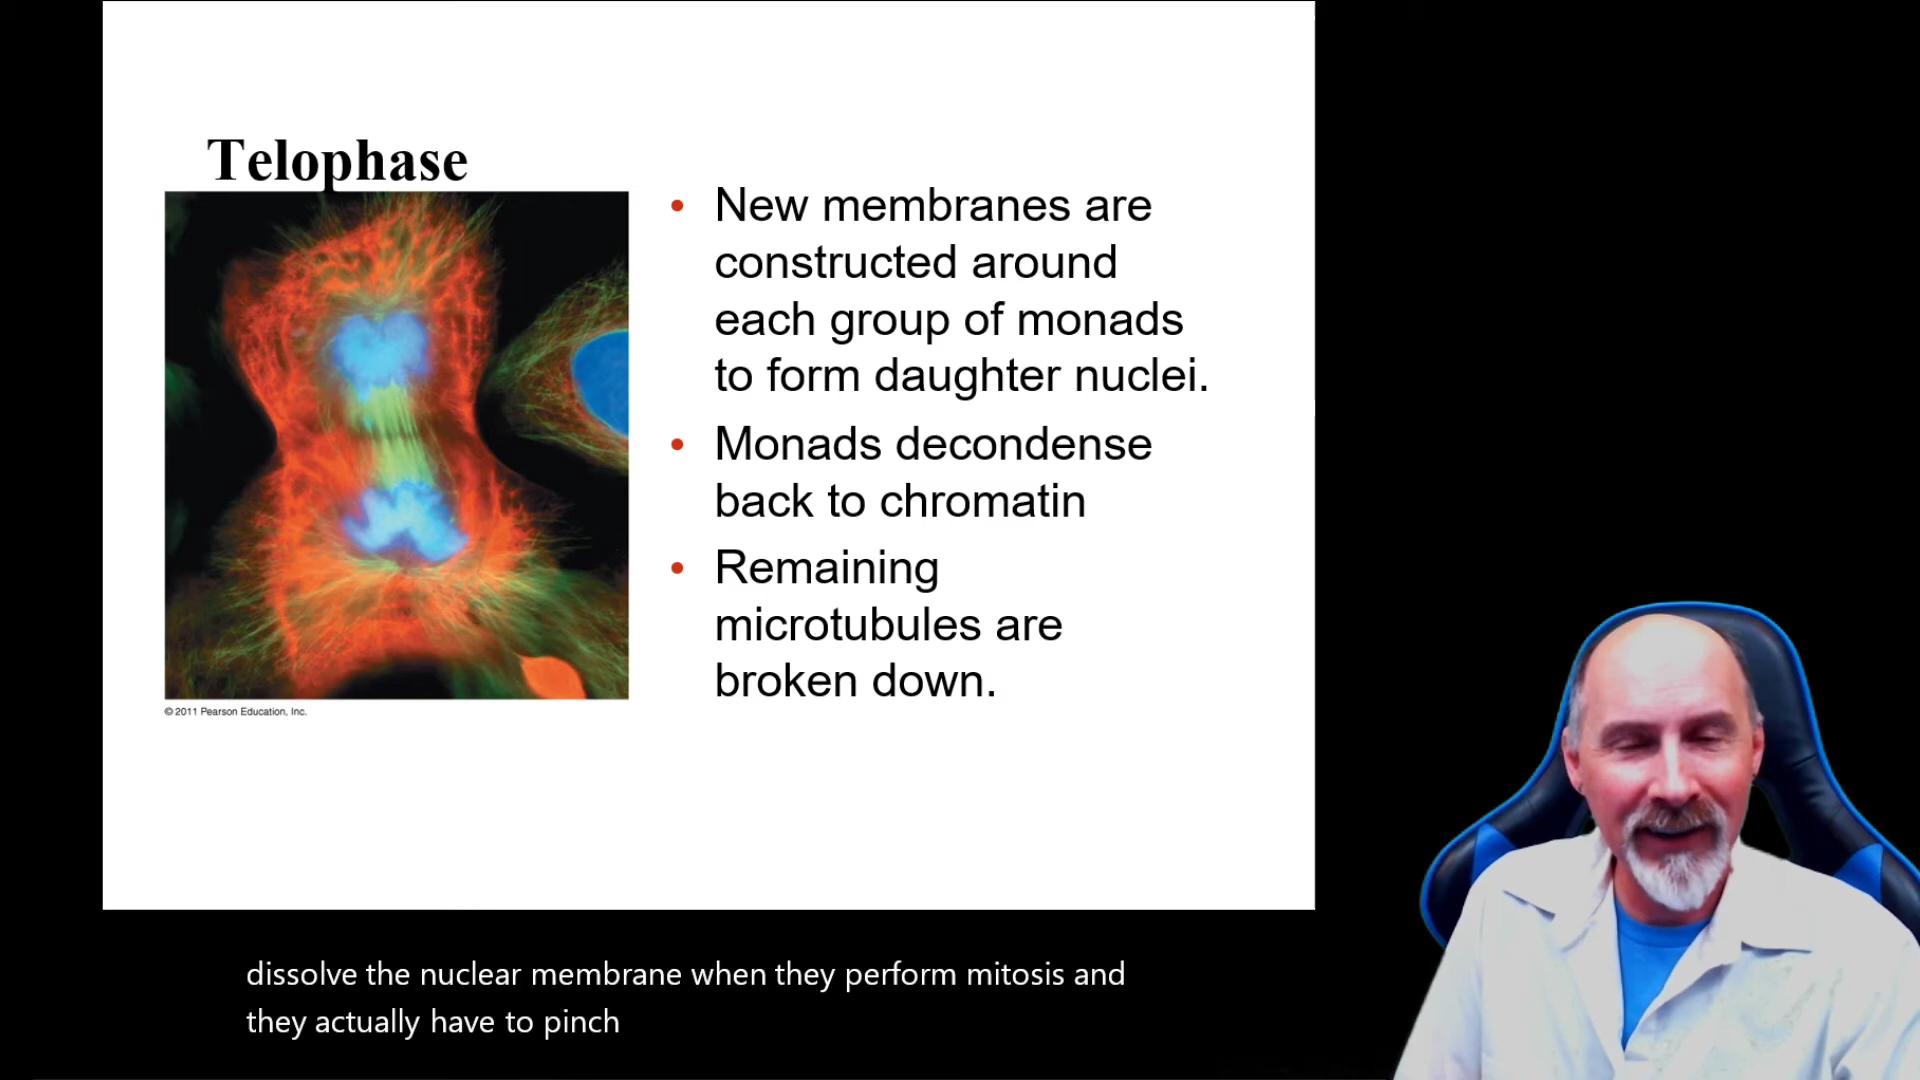 Telophase
• New membranes are
constructed around
each group of monads
to form daughter nuclei.
• Monads decondense
back to chromatin
• Remaining
microtubules are
broken down.
© 2011 Pearson Education, Inc.
dissolve the nuclear membrane when they perform mitosis and
they actually have to pinch